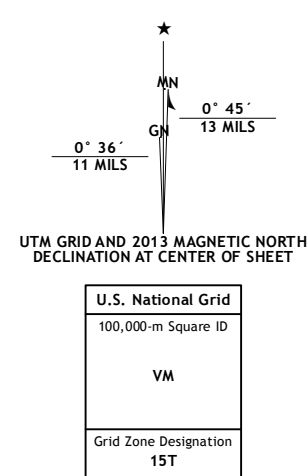 ★
MN
0° 45´
13 MILS
GN
0° 36´
11 MILS
UTM GRID AND 2013 MAGNETIC NORTH
DECLINATION AT CENTER OF SHEET
U.S. National Grid
100,000-m Square ID
VM
Grid Zone Designation
15T